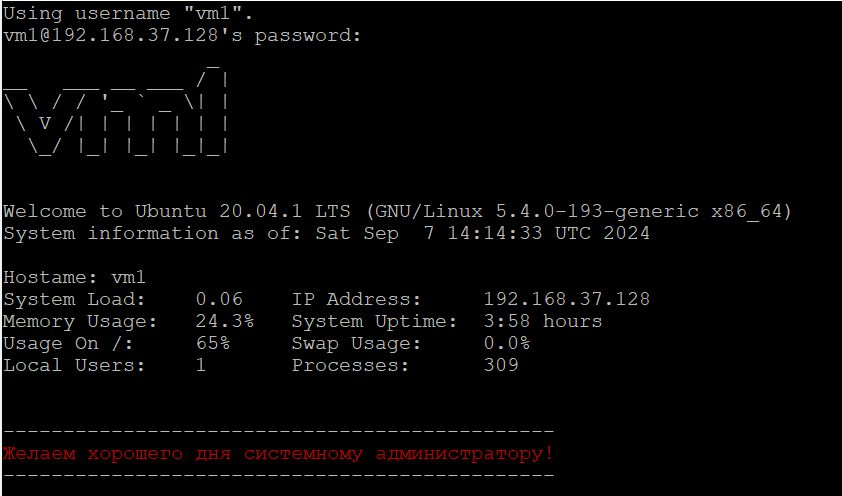 Using username "vm1".
vm1@192.168.37.128's password:
vm1
Welcome to Ubuntu 20.04.1 LTS (GNU/Linux 5.4.0-193-generic x86_64)
System information as of: Sat Sep  7 14:14:33 UTC 2024
Hostame: vm1
System Load:    0.06    IP Address:     192.168.37.128
Memory Usage:   24.3%   System Uptime:  3:58 hours
Usage On /:     65%     Swap Usage:     0.0%
Local Users:    1       Processes:      309
----------------------------------------------
Желаем хорошего дня системному администратору!
----------------------------------------------